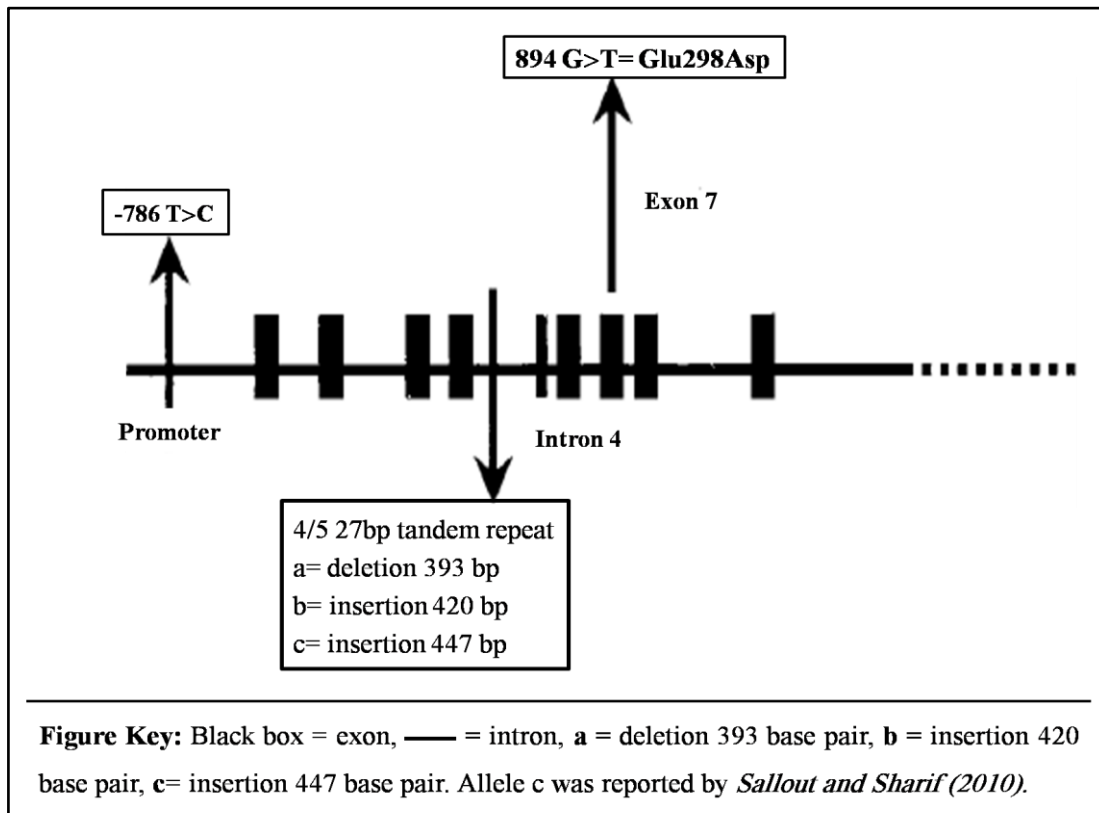 894 G>T= Glu298Asp
-786 T>C
Exon 7
Promoter
Intron 4
4/5 27bp tandem repeat
a= deletion 393 bp
b= insertion 420 bp
c= insertion 447 bp
Figure Key: Black box = exon, —— = intron, a = deletion 393 base pair, b = insertion 420
base pair, c= insertion 447 base pair. Allele c was reported by Sallout and Sharif (2010).